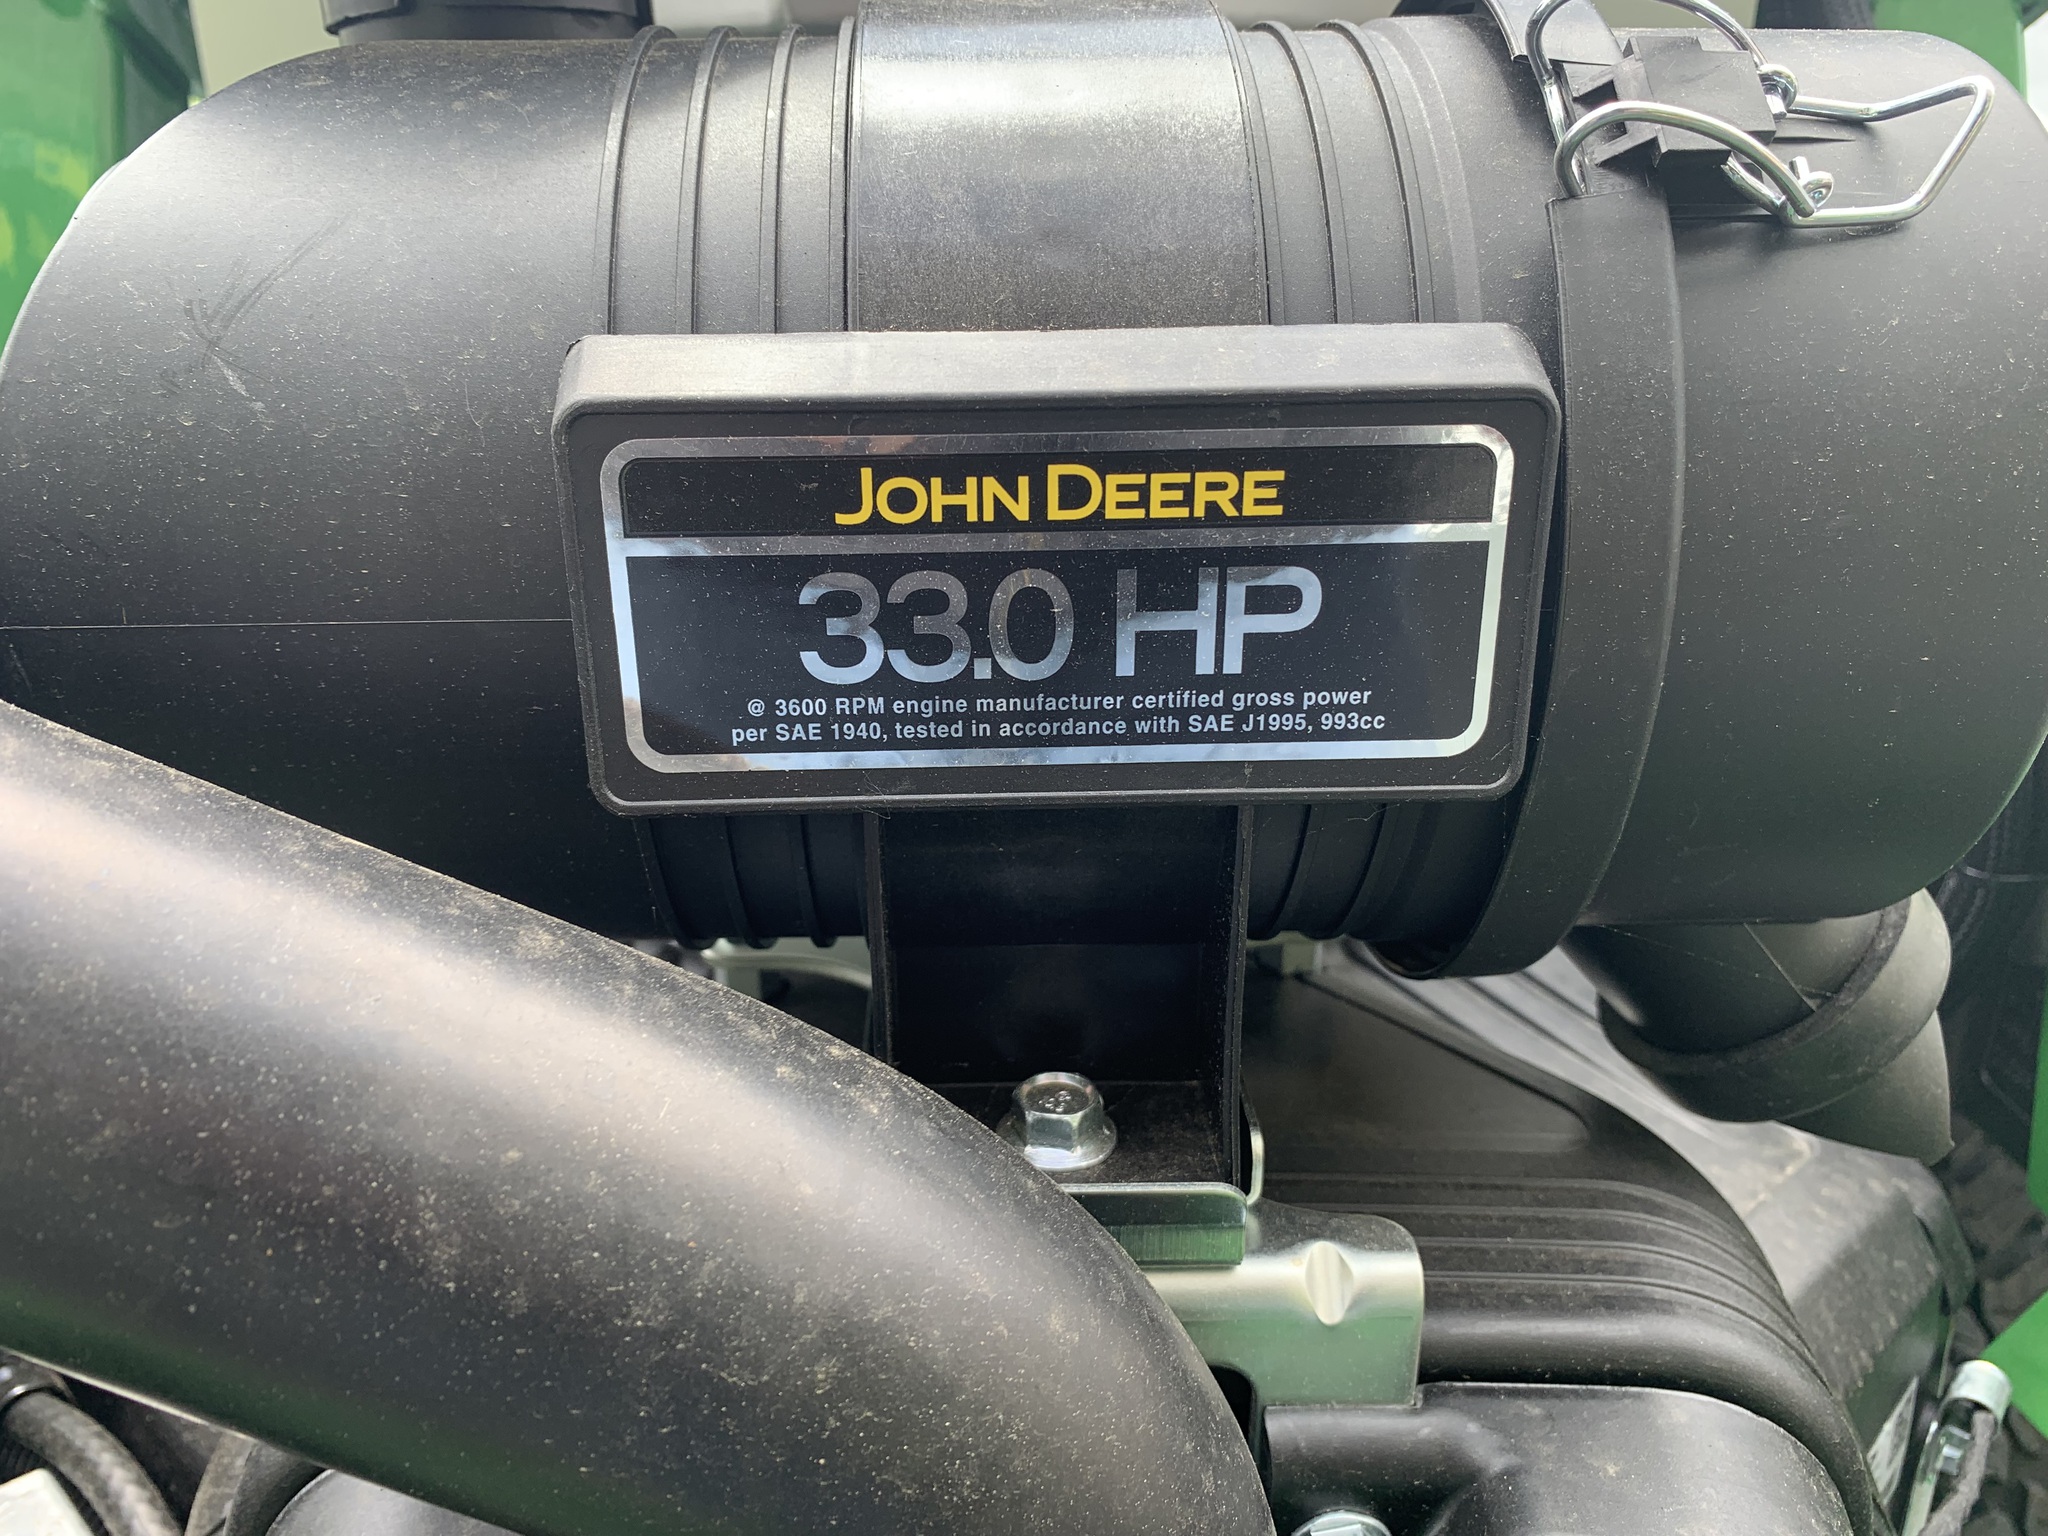 JOHN DEERE
33.0 HP
@ 3600 RPM engine manufacturer certified gross power
per SAE 1940, tested in accordance with SAE J1995, 993cc